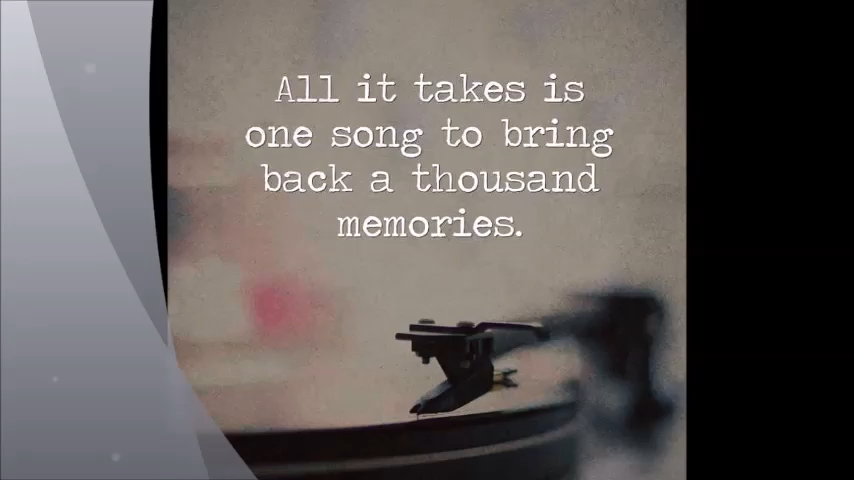 All it takes is
one song to bring
back a thousand
memories.